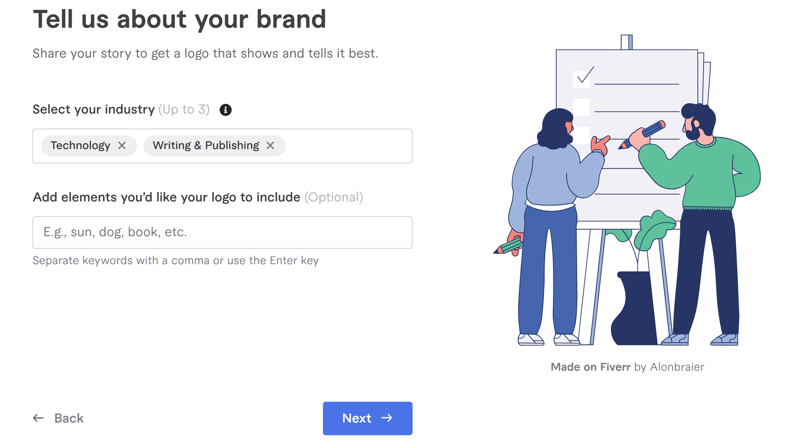 Tell us about your brand
Share your story to get a logo that shows and tells it best.
Select your industry (Up to 3)
Technology
Writing & Publishing
Add elements you'd like your logo to include (Optional)
E.g., sun, dog, book, etc.
Separate keywords with a comma or use the Enter key
Made on Fiverr by Alonbraier
Back
Next